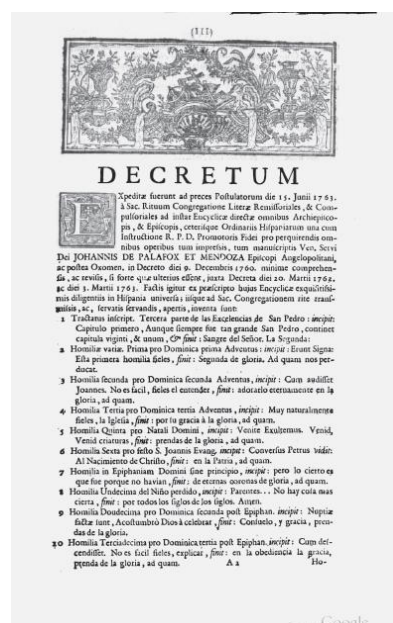 (III)
DECRETUM
EXpeditæ fuerunt ad preces Postulatorum die 15. Junii 1763.
à Sac. Rituum Congregatione Literæ Remissoriales, & Com-
pulsoriales ad instar Encyclicæ directæ omnibus Archiepisco-
pis, & Episcopis, ceterisque Ordinariis Hispaniarum una cum
Instructione R. P. D. Promotoris Fidei pro perquirendis om-
nibus operibus tum impressis, tum manuscriptis Ven. Servi
Dei JOHANNIS DE PALAFOX ET MENDOZA Episcopi Angelopolitani,
ac postea Oxomen. in Decreto diei 9. Decembris 1760. minime comprehen-
sis, ac revisis, si forte quæ ulterius essent, juxta Decreta diei 20. Martii 1762.
ac diei 3. Martii 1763. Factis igitur ex præscripto hujus Encyclicæ exquisitissi-
mis diligentiis in Hispania universa; iisque ad Sac. Congregationem rite trans-
missis, ac, servatis servandis, apertis, inventa sunt:
1 Tractatus inscript. Tercera parte de las Excelencias de San Pedro: incipit:
Capitulo primero, Aunque siempre fue tan grande San Pedro, continet
capitula viginti, & unum, & finit: Sangre del Señor. La Segunda:
2 Homiliæ variæ. Prima pro Dominica prima Adventus: incipit: Erunt Signa:
Esta primera homilia fieles, finit: Segunda de gloria. Ad quam nos per-
ducat.
3 Homilia secunda pro Dominica secunda Adventus, incipit: Cum audisset
Joannes. No es facil, fieles el entender, finit: adorarlo eternamente en la
gloria, ad quam.
4 Homilia Tertia pro Dominica tertia Adventus, incipit: Muy naturalmente
fieles, la Iglesia, finit: por tu gracia à la gloria, ad quam.
5 Homilia Quinta pro Natali Domini, incipit: Venite Exultemus. Venid,
Venid criaturas, finit: prendas de la gloria, ad quam.
6 Homilia Sexta pro festo S. Joannis Evang. incipit: Conversus Petrus vidit:
Al Nacimiento de Christo, finit: en la Patria, ad quam.
7 Homilia in Epiphaniam Domini sine principio, incipit: pero lo cierto es
que fue porque no havian, finit: de eternas coronas de gloria, ad quam.
8 Homilia Undecima del Niño perdido, incipit: Parentes... No hay cosa mas
cierta, finit: por todos los siglos de los siglos. Amen.
9 Homilia Duodecima pro Dominica secunda post Epiphan. incipit: Nuptiæ
factæ sunt, Acostumbrò Dios à celebrar, finit: Consuelo, y gracia, pren-
das de la gloria.
10 Homilia Terciadecima pro Dominica tertia post Epiphan. incipit: Cum des-
cendisset. No es facil fieles, explicar, finit: en la obediencia la gracia,
prenda de la gloria, ad quam.
A a Ho-
Google